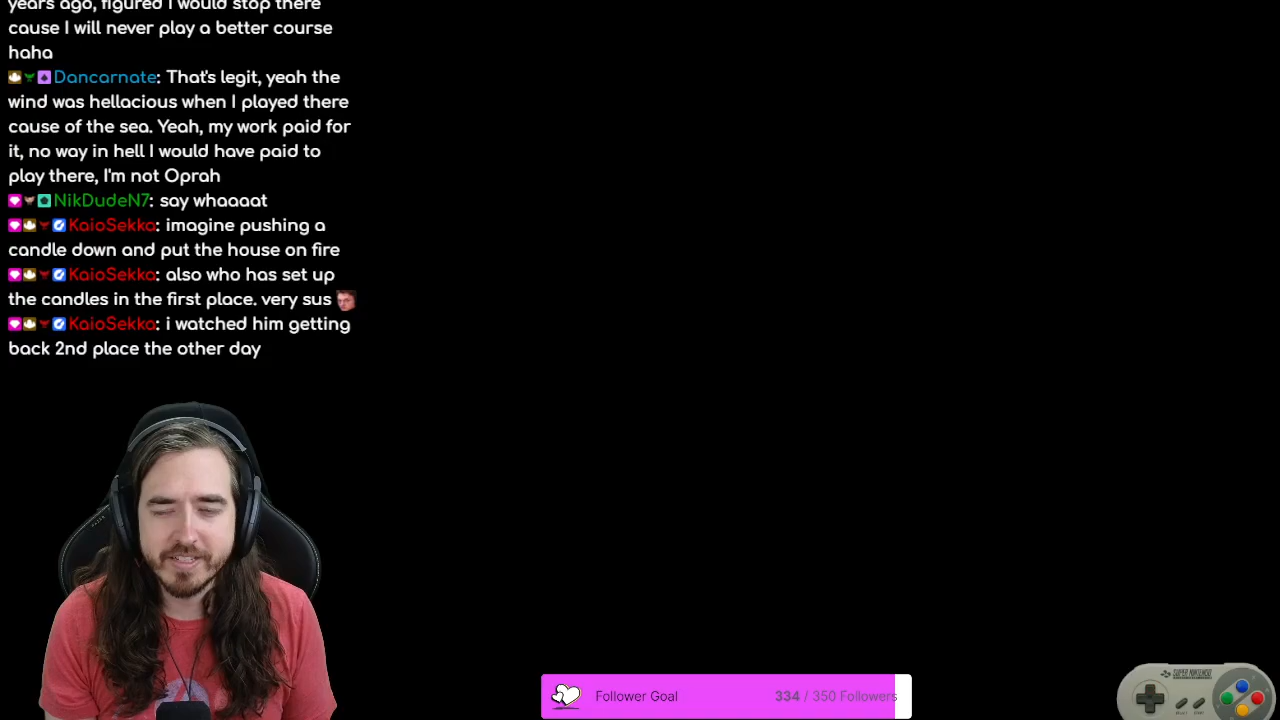 years ago, figured I would stop there
cause I will never play a better course
haha
Dancarnate: That's legit, yeah the
wind was hellacious when I played there
cause of the sea. Yeah, my work paid for
it, no way in hell I would have paid to
play there, I'm not Oprah
NikDudeN7: say whaaaat
KaioSekko: imagine pushing a
candle down and put the house on fire
KaioSekko: also who has set up
the candles in the first place. very sus
KaioSekko: i watched him getting
back 2nd place the other day
Follower Goal 334 / 350 Followers
SUPER NINTENDO